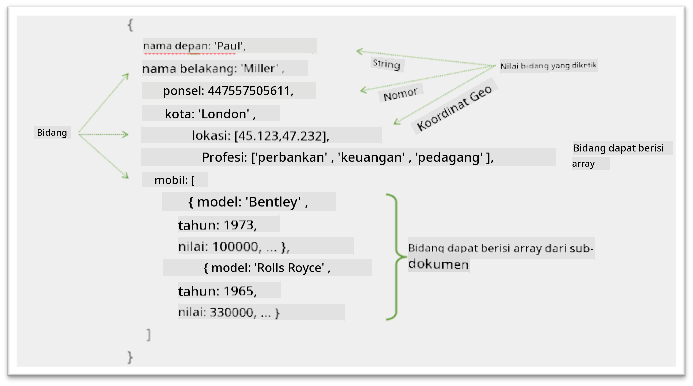 {
nama depan: 'Paul',
nama belakang: 'Miller' ,
ponsel: 447557505611,
kota: 'London' ,
lokasi: [45.123,47.232],
Profesi: ['perbankan' , 'keuangan' , 'pedagang' ],
mobil: [
{ model: 'Bentley' ,
tahun: 1973,
nilai: 100000, ... },
{ model: 'Rolls Royce' ,
tahun: 1965,
nilai: 330000, ... }
]
}
Bidang
String
Nomor
Koordinat Geo
Nilai bidang yang diketik
Bidang dapat berisi
array
Bidang dapat berisi array dari sub-
dokumen